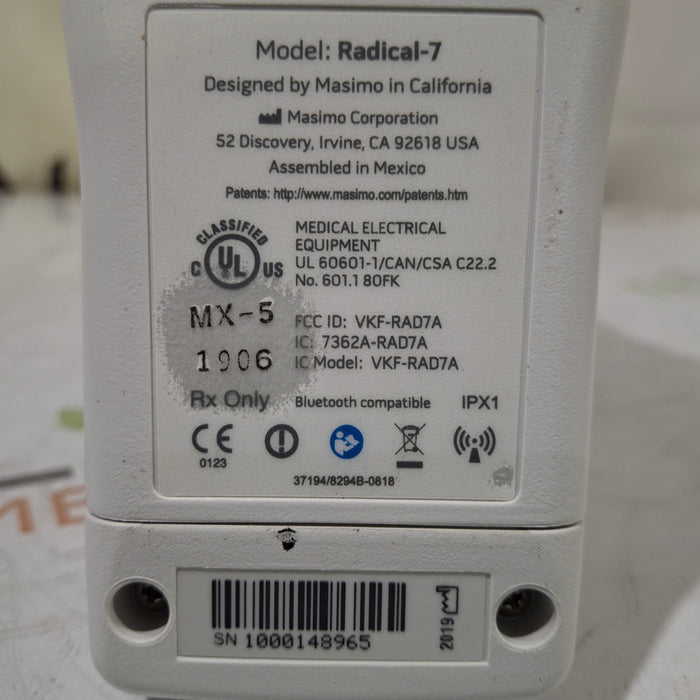 Model: Radical-7
Designed by Masimo in California
Masimo Corporation
52 Discovery, Irvine, CA 92618 USA
Assembled in Mexico
Patents: http://www.masimo.com/patents.htm
CLASSIFIED
C UL US
MEDICAL ELECTRICAL
EQUIPMENT
UL 60601-1/CAN/CSA C22.2
No. 601.1 80FK
MX-5
1906
FCC ID: VKF-RAD7A
IC: 7362A-RAD7A
IC Model: VKF-RAD7A
Rx Only
Bluetooth compatible
IPX1
CE
0123
37194/8294B-0818
SN 1000148965
2019
ME